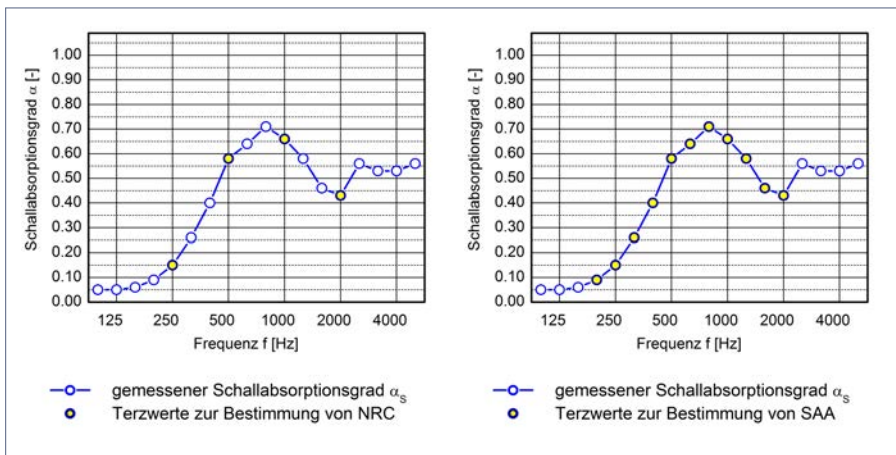 1.00
0.90
0.80
0.70
0.60
0.50
0.40
0.30
0.20
0.10
0.00
Schallabsorptionsgrad α [-]
125 250 500 1000 2000 4000
Frequenz f [Hz]
gemessener Schallabsorptionsgrad αS
Terzwerte zur Bestimmung von NRC
1.00
0.90
0.80
0.70
0.60
0.50
0.40
0.30
0.20
0.10
0.00
Schallabsorptionsgrad α [-]
125 250 500 1000 2000 4000
Frequenz f [Hz]
gemessener Schallabsorptionsgrad αS
Terzwerte zur Bestimmung von SAA